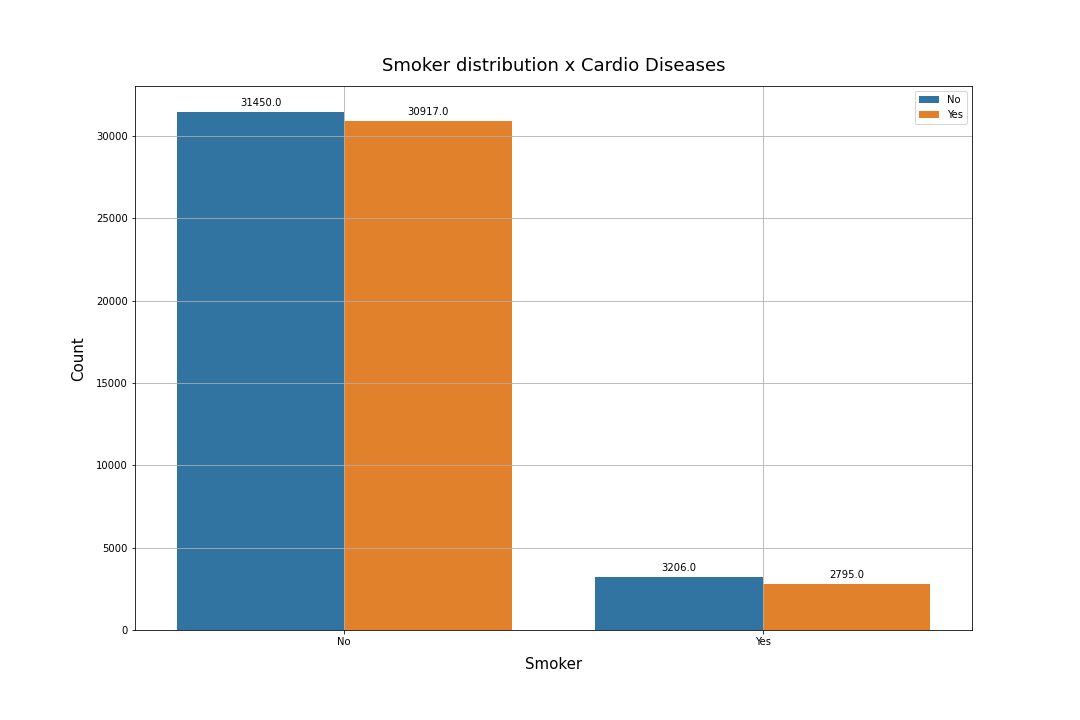 Smoker distribution x Cardio Diseases
31450.0
30917.0
No
Yes
30000
25000
20000
15000
10000
5000
0
3206.0
2795.0
Count
No
Yes
Smoker